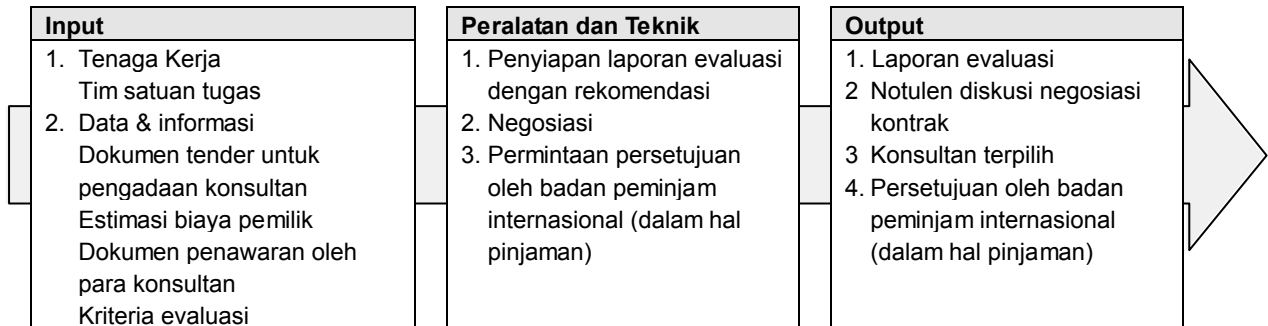 Input
1. Tenaga Kerja
Tim satuan tugas
2. Data & informasi
Dokumen tender untuk
pengadaan konsultan
Estimasi biaya pemilik
Dokumen penawaran oleh
para konsultan
Kriteria evaluasi
Peralatan dan Teknik
1. Penyiapan laporan evaluasi
dengan rekomendasi
2. Negosiasi
3. Permintaan persetujuan
oleh badan peminjam
internasional (dalam hal
pinjaman)
Output
1. Laporan evaluasi
2 Notulen diskusi negosiasi
kontrak
3 Konsultan terpilih
4. Persetujuan oleh badan
peminjam internasional
(dalam hal pinjaman)